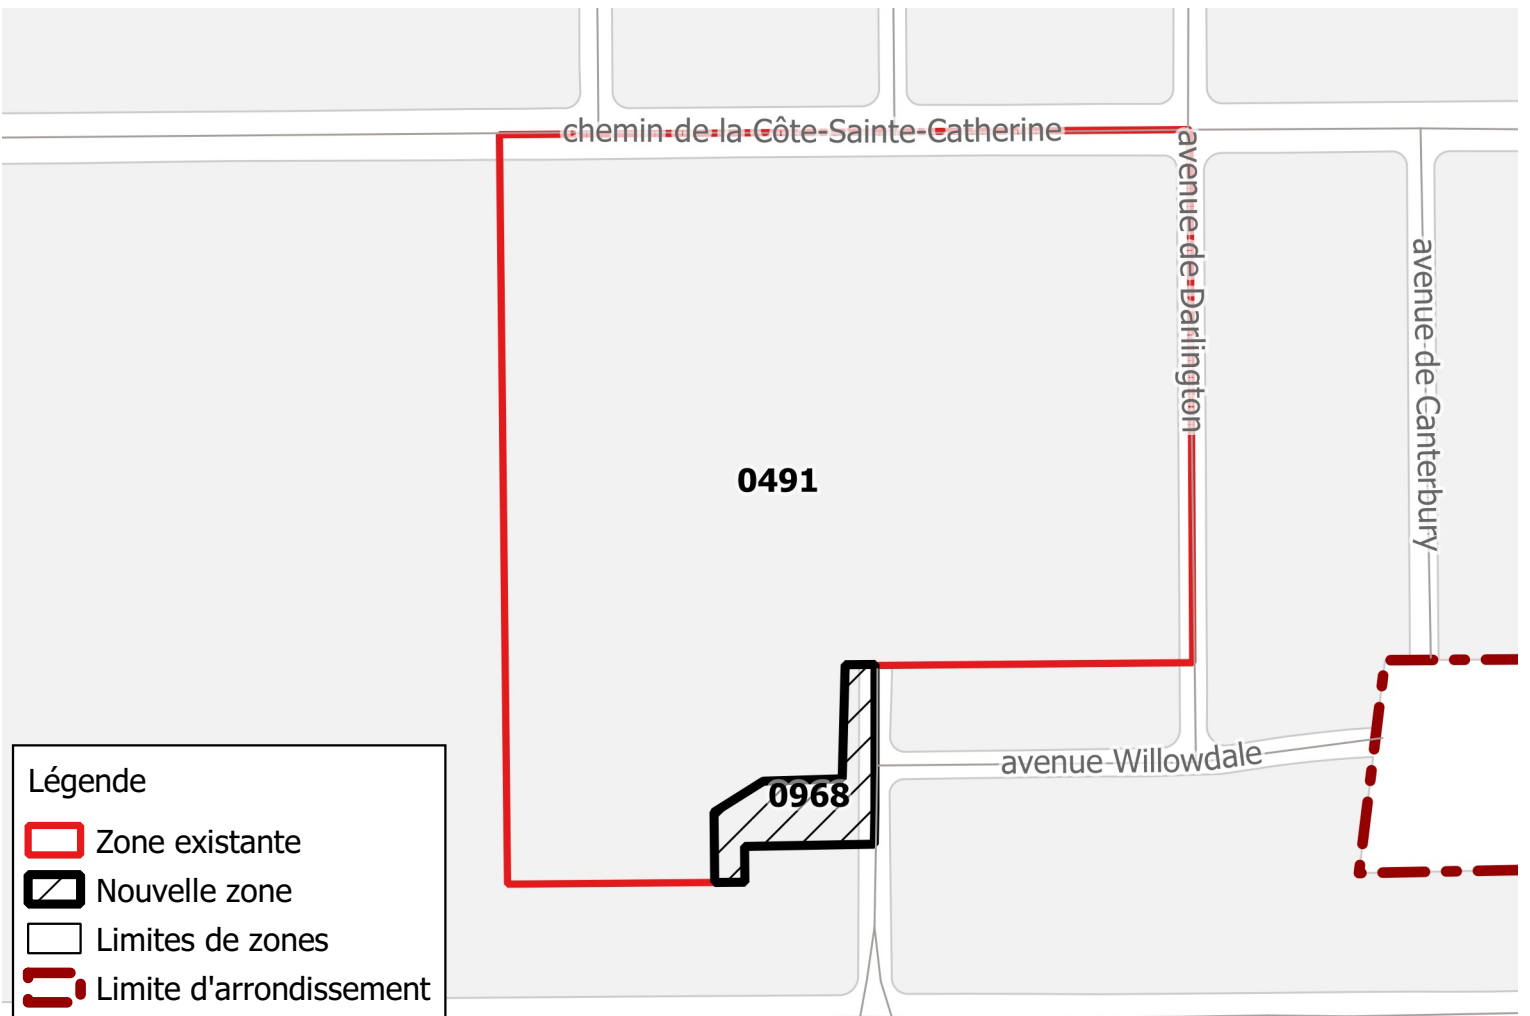 chemin de la Côte-Sainte-Catherine
avenue de Darlington
avenue de Canterbury
0491
avenue Willowdale
0968
Légende
Zone existante
Nouvelle zone
Limites de zones
Limite d'arrondissement